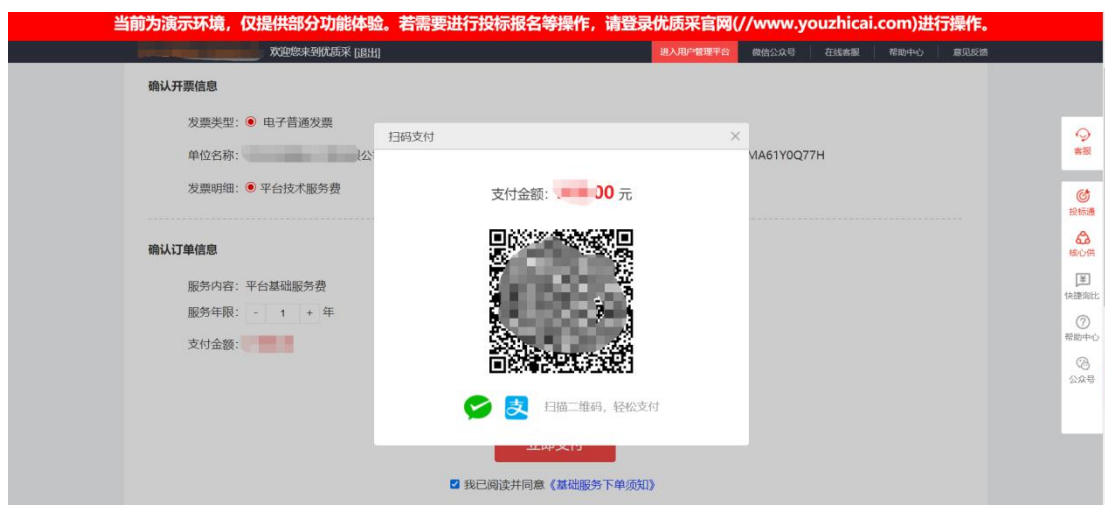 当前为演示环境，仅提供部分功能体验。若需要进行投标报名等操作，请登录优质采官网(//www.youzhicai.com)进行操作。
欢迎您来到优质采 [退出]
进入用户管理平台 微信公众号 在线客服 帮助中心 意见反馈
确认开票信息
发票类型： 电子普通发票
单位名称： 限公 MA61Y0Q77H
发票明细： 平台技术服务费
确认订单信息
服务内容：平台基础服务费
服务年限： - 1 + 年
支付金额：
扫码支付
支付金额： 00 元
扫描二维码，轻松支付
立即支付
我已阅读并同意《基础服务下单须知》
客服
投标通
核心供
快捷询比
帮助中心
公众号